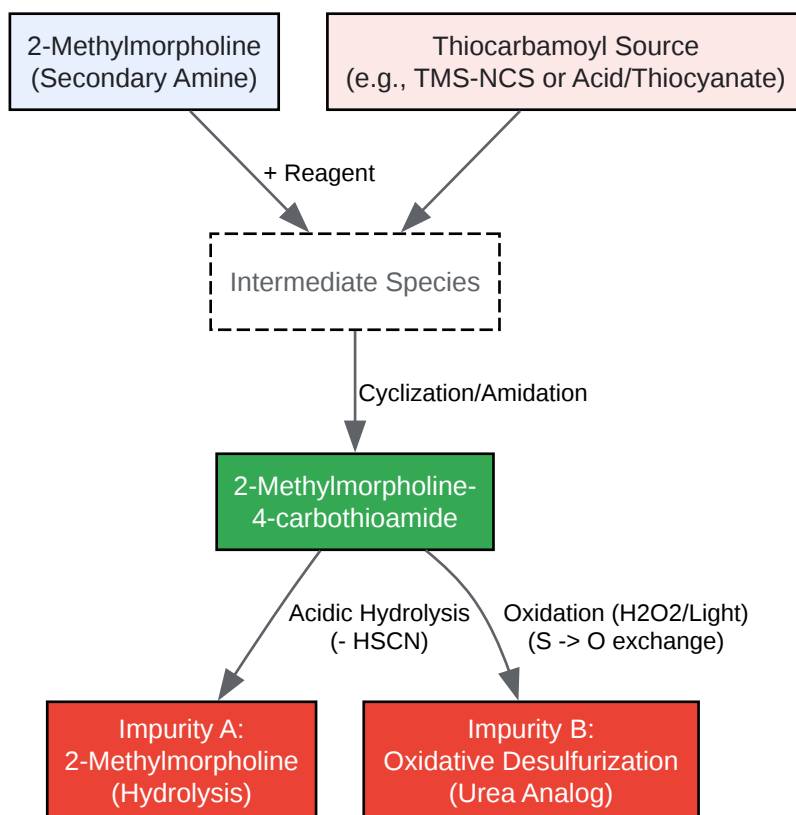 2-Methylmorpholine
(Secondary Amine)
Thiocarbamoyl Source
(e.g., TMS-NCS or Acid/Thiocyanate)
+ Reagent
Intermediate Species
Cyclization/Amidation
2-Methylmorpholine-
4-carbothioamide
Acidic Hydrolysis
(- HSCN)
Oxidation (H2O2/Light)
(S -> O exchange)
Impurity A:
2-Methylmorpholine
(Hydrolysis)
Impurity B:
Oxidative Desulfurization
(Urea Analog)